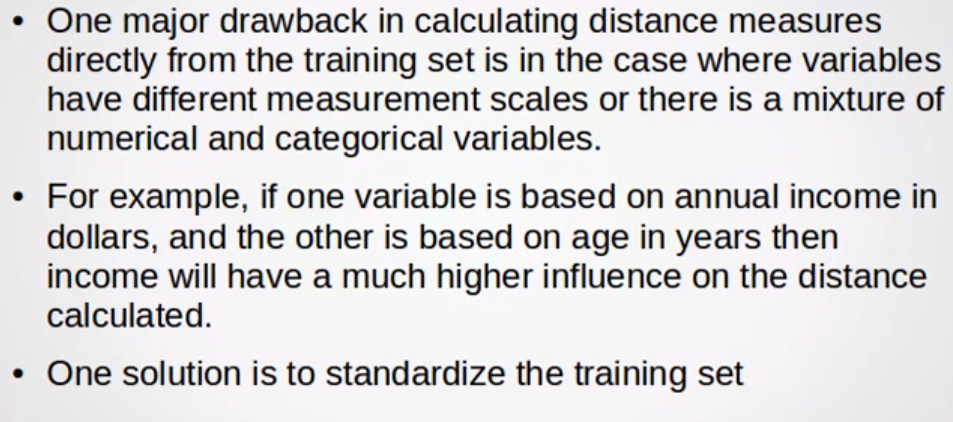 • One major drawback in calculating distance measures
directly from the training set is in the case where variables
have different measurement scales or there is a mixture of
numerical and categorical variables.
• For example, if one variable is based on annual income in
dollars, and the other is based on age in years then
income will have a much higher influence on the distance
calculated.
• One solution is to standardize the training set